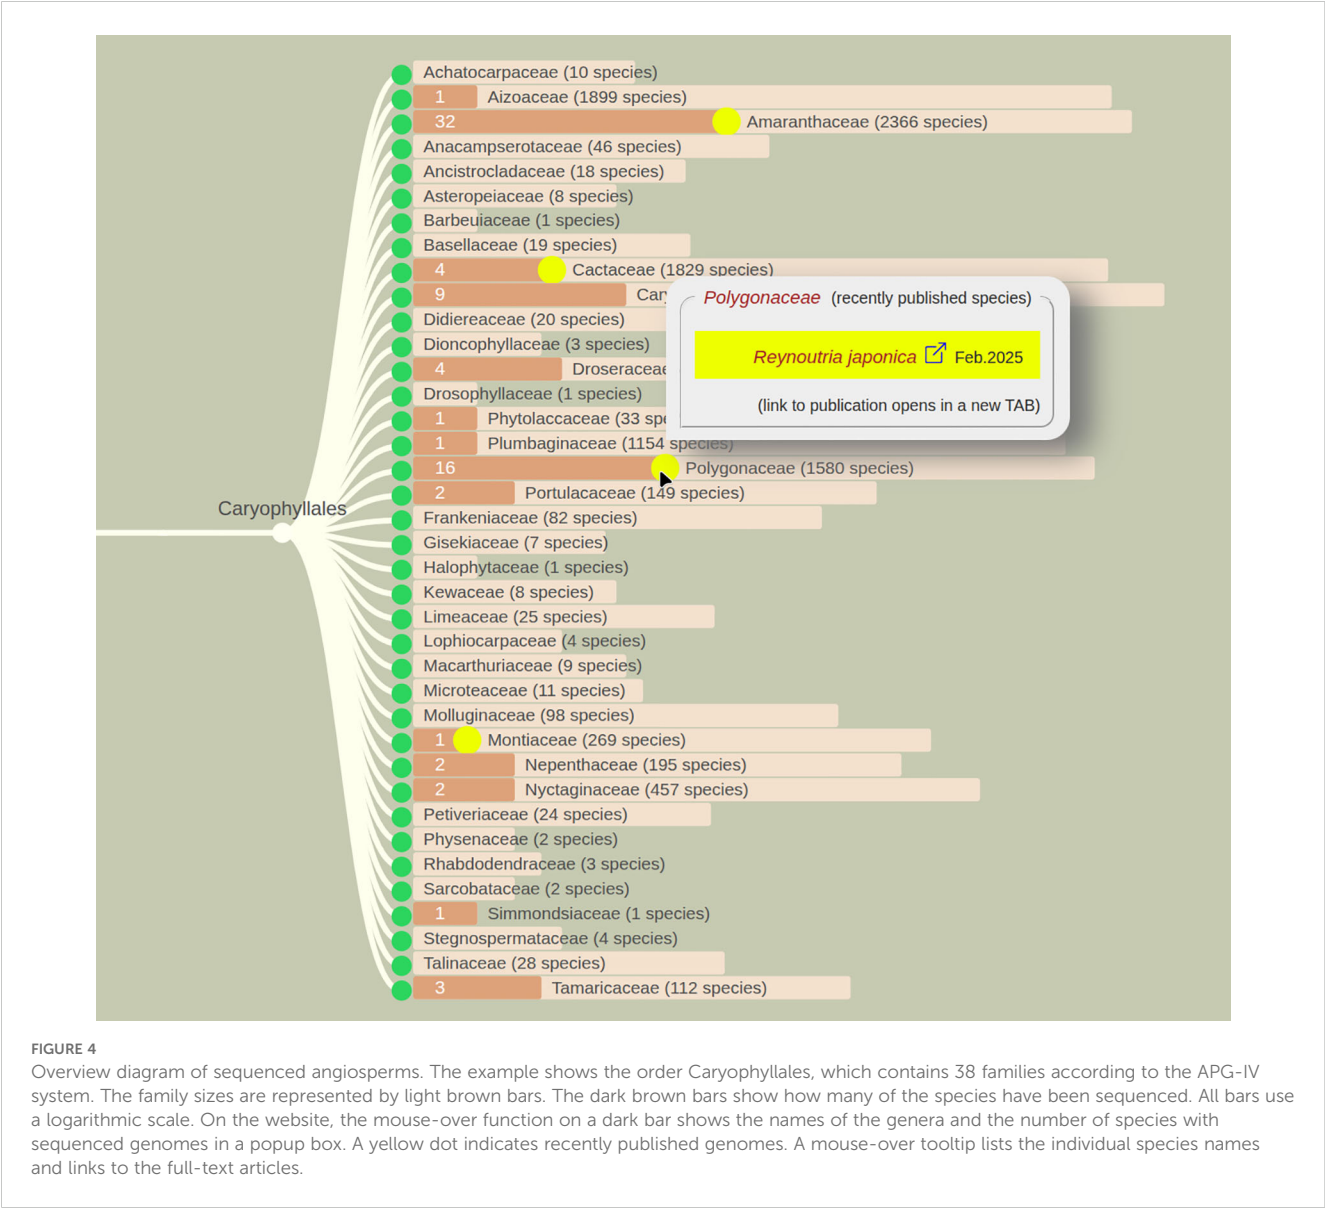 Achatocarpaceae (10 species)
1 Aizoaceae (1899 species)
32 Amaranthaceae (2366 species)
Anacampserotaceae (46 species)
Ancistrocladaceae (18 species)
Asteropeiaceae (8 species)
Barbeuiaceae (1 species)
Basellaceae (19 species)
4 Cactaceae (1829 species)
9 Cary
Polygonaceae (recently published species)
Didiereaceae (20 species)
Dioncophyllaceae (3 species)
Reynoutria japonica Feb.2025
4 Droseraceae
Drosophyllaceae (1 species)
(link to publication opens in a new TAB)
1 Phytolaccaceae (33 spe
1 Plumbaginaceae (1154 species)
16 Polygonaceae (1580 species)
2 Portulacaceae (149 species)
Caryophyllales
Frankeniaceae (82 species)
Gisekiaceae (7 species)
Halophytaceae (1 species)
Kewaceae (8 species)
Limeaceae (25 species)
Lophiocarpaceae (4 species)
Macarthuriaceae (9 species)
Microteaceae (11 species)
Molluginaceae (98 species)
1 Montiaceae (269 species)
2 Nepenthaceae (195 species)
2 Nyctaginaceae (457 species)
Petiveriaceae (24 species)
Physenaceae (2 species)
Rhabdodendraceae (3 species)
Sarcobataceae (2 species)
1 Simmondsiaceae (1 species)
Stegnospermataceae (4 species)
Talinaceae (28 species)
3 Tamaricaceae (112 species)
FIGURE 4
Overview diagram of sequenced angiosperms. The example shows the order Caryophyllales, which contains 38 families according to the APG-IV
system. The family sizes are represented by light brown bars. The dark brown bars show how many of the species have been sequenced. All bars use
a logarithmic scale. On the website, the mouse-over function on a dark bar shows the names of the genera and the number of species with
sequenced genomes in a popup box. A yellow dot indicates recently published genomes. A mouse-over tooltip lists the individual species names
and links to the full-text articles.